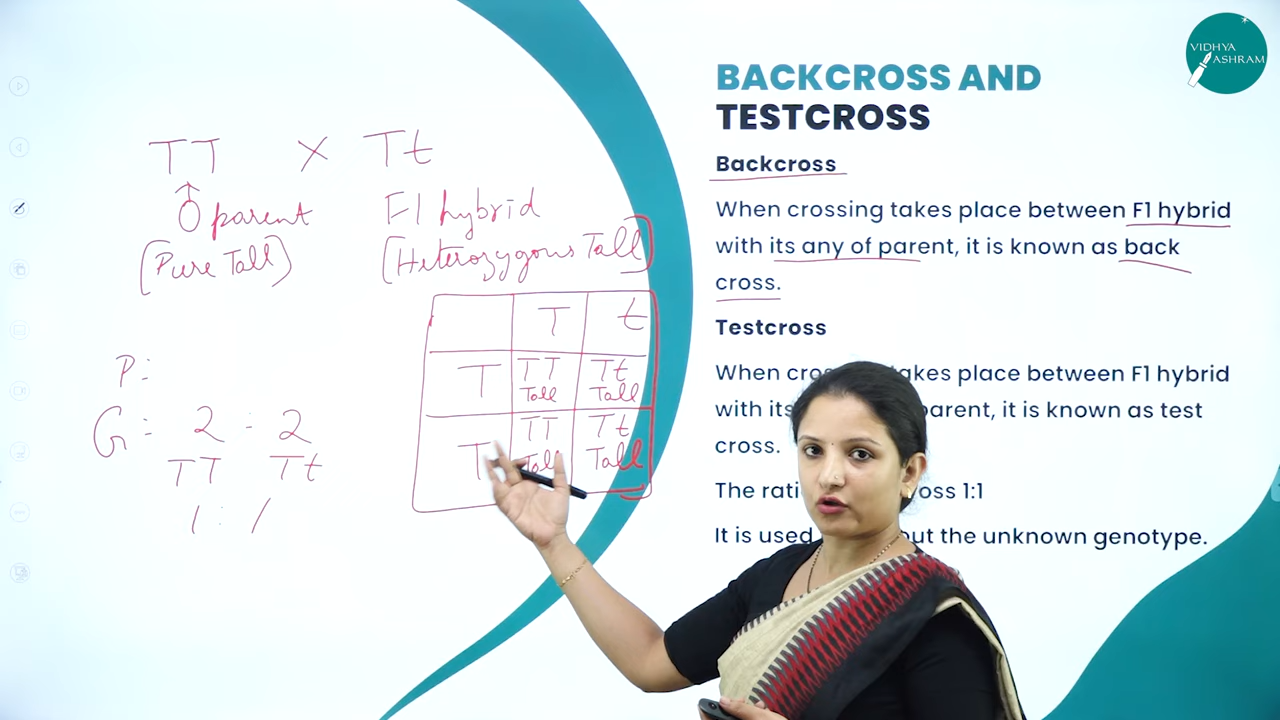 VIDHYA
ASHRAM
BACKCROSS AND
TESTCROSS
Backcross
When crossing takes place between F1 hybrid
with its any of parent, it is known as back
cross.
Testcross
When cro takes place between F1 hybrid
with its parent, it is known as test
cross.
The rati oss 1:1
It is used out the unknown genotype.
TT × Tt
parent F1 hybrid
(Pure Tall) (Heterozygous Tall)
T t
T TT Tt
Tall Tall
T TT Tt
Tall Tall
P:
G: 2 : 2
TT Tt
1 : 1